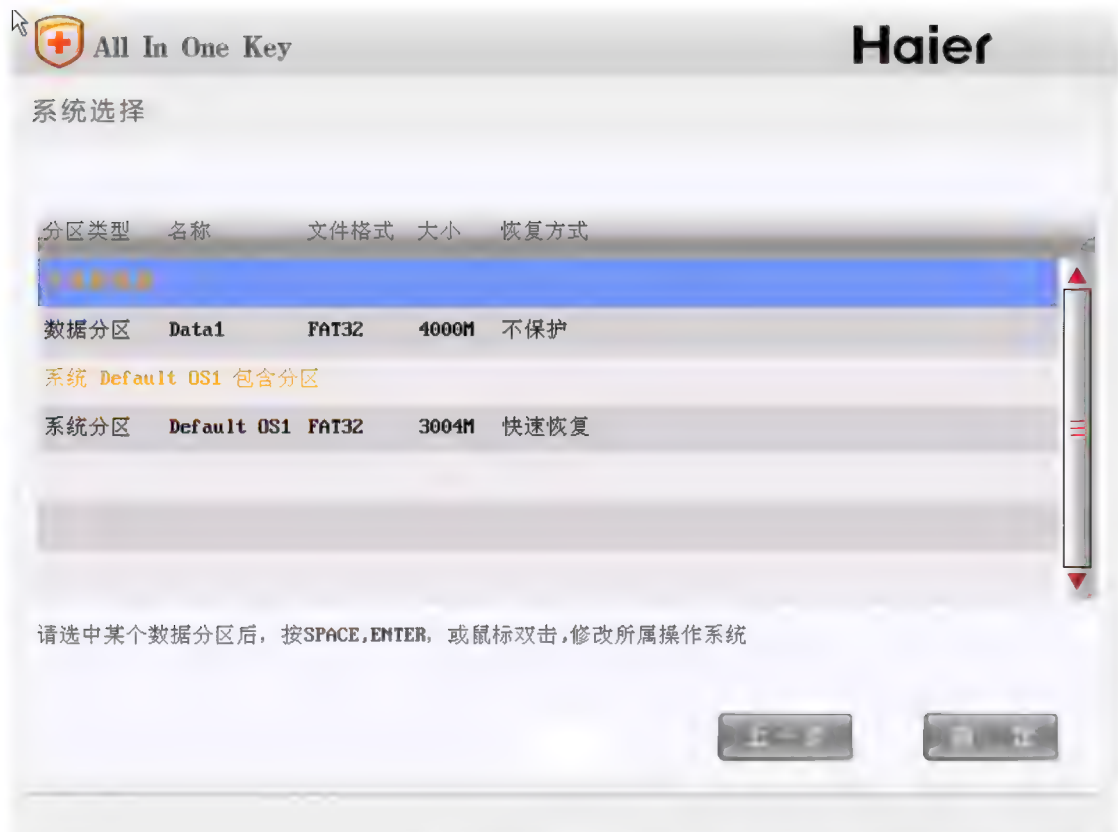 All In One Key
Haier
系统选择
分区类型 名称 文件格式 大小 恢复方式
数据分区 Data1 FAT32 4000M 不保护
系统 Default OS1 包含分区
系统分区 Default OS1 FAT32 3004M 快速恢复
请选中某个数据分区后，按SPACE,ENTER, 或鼠标双击,修改所属操作系统
上一步